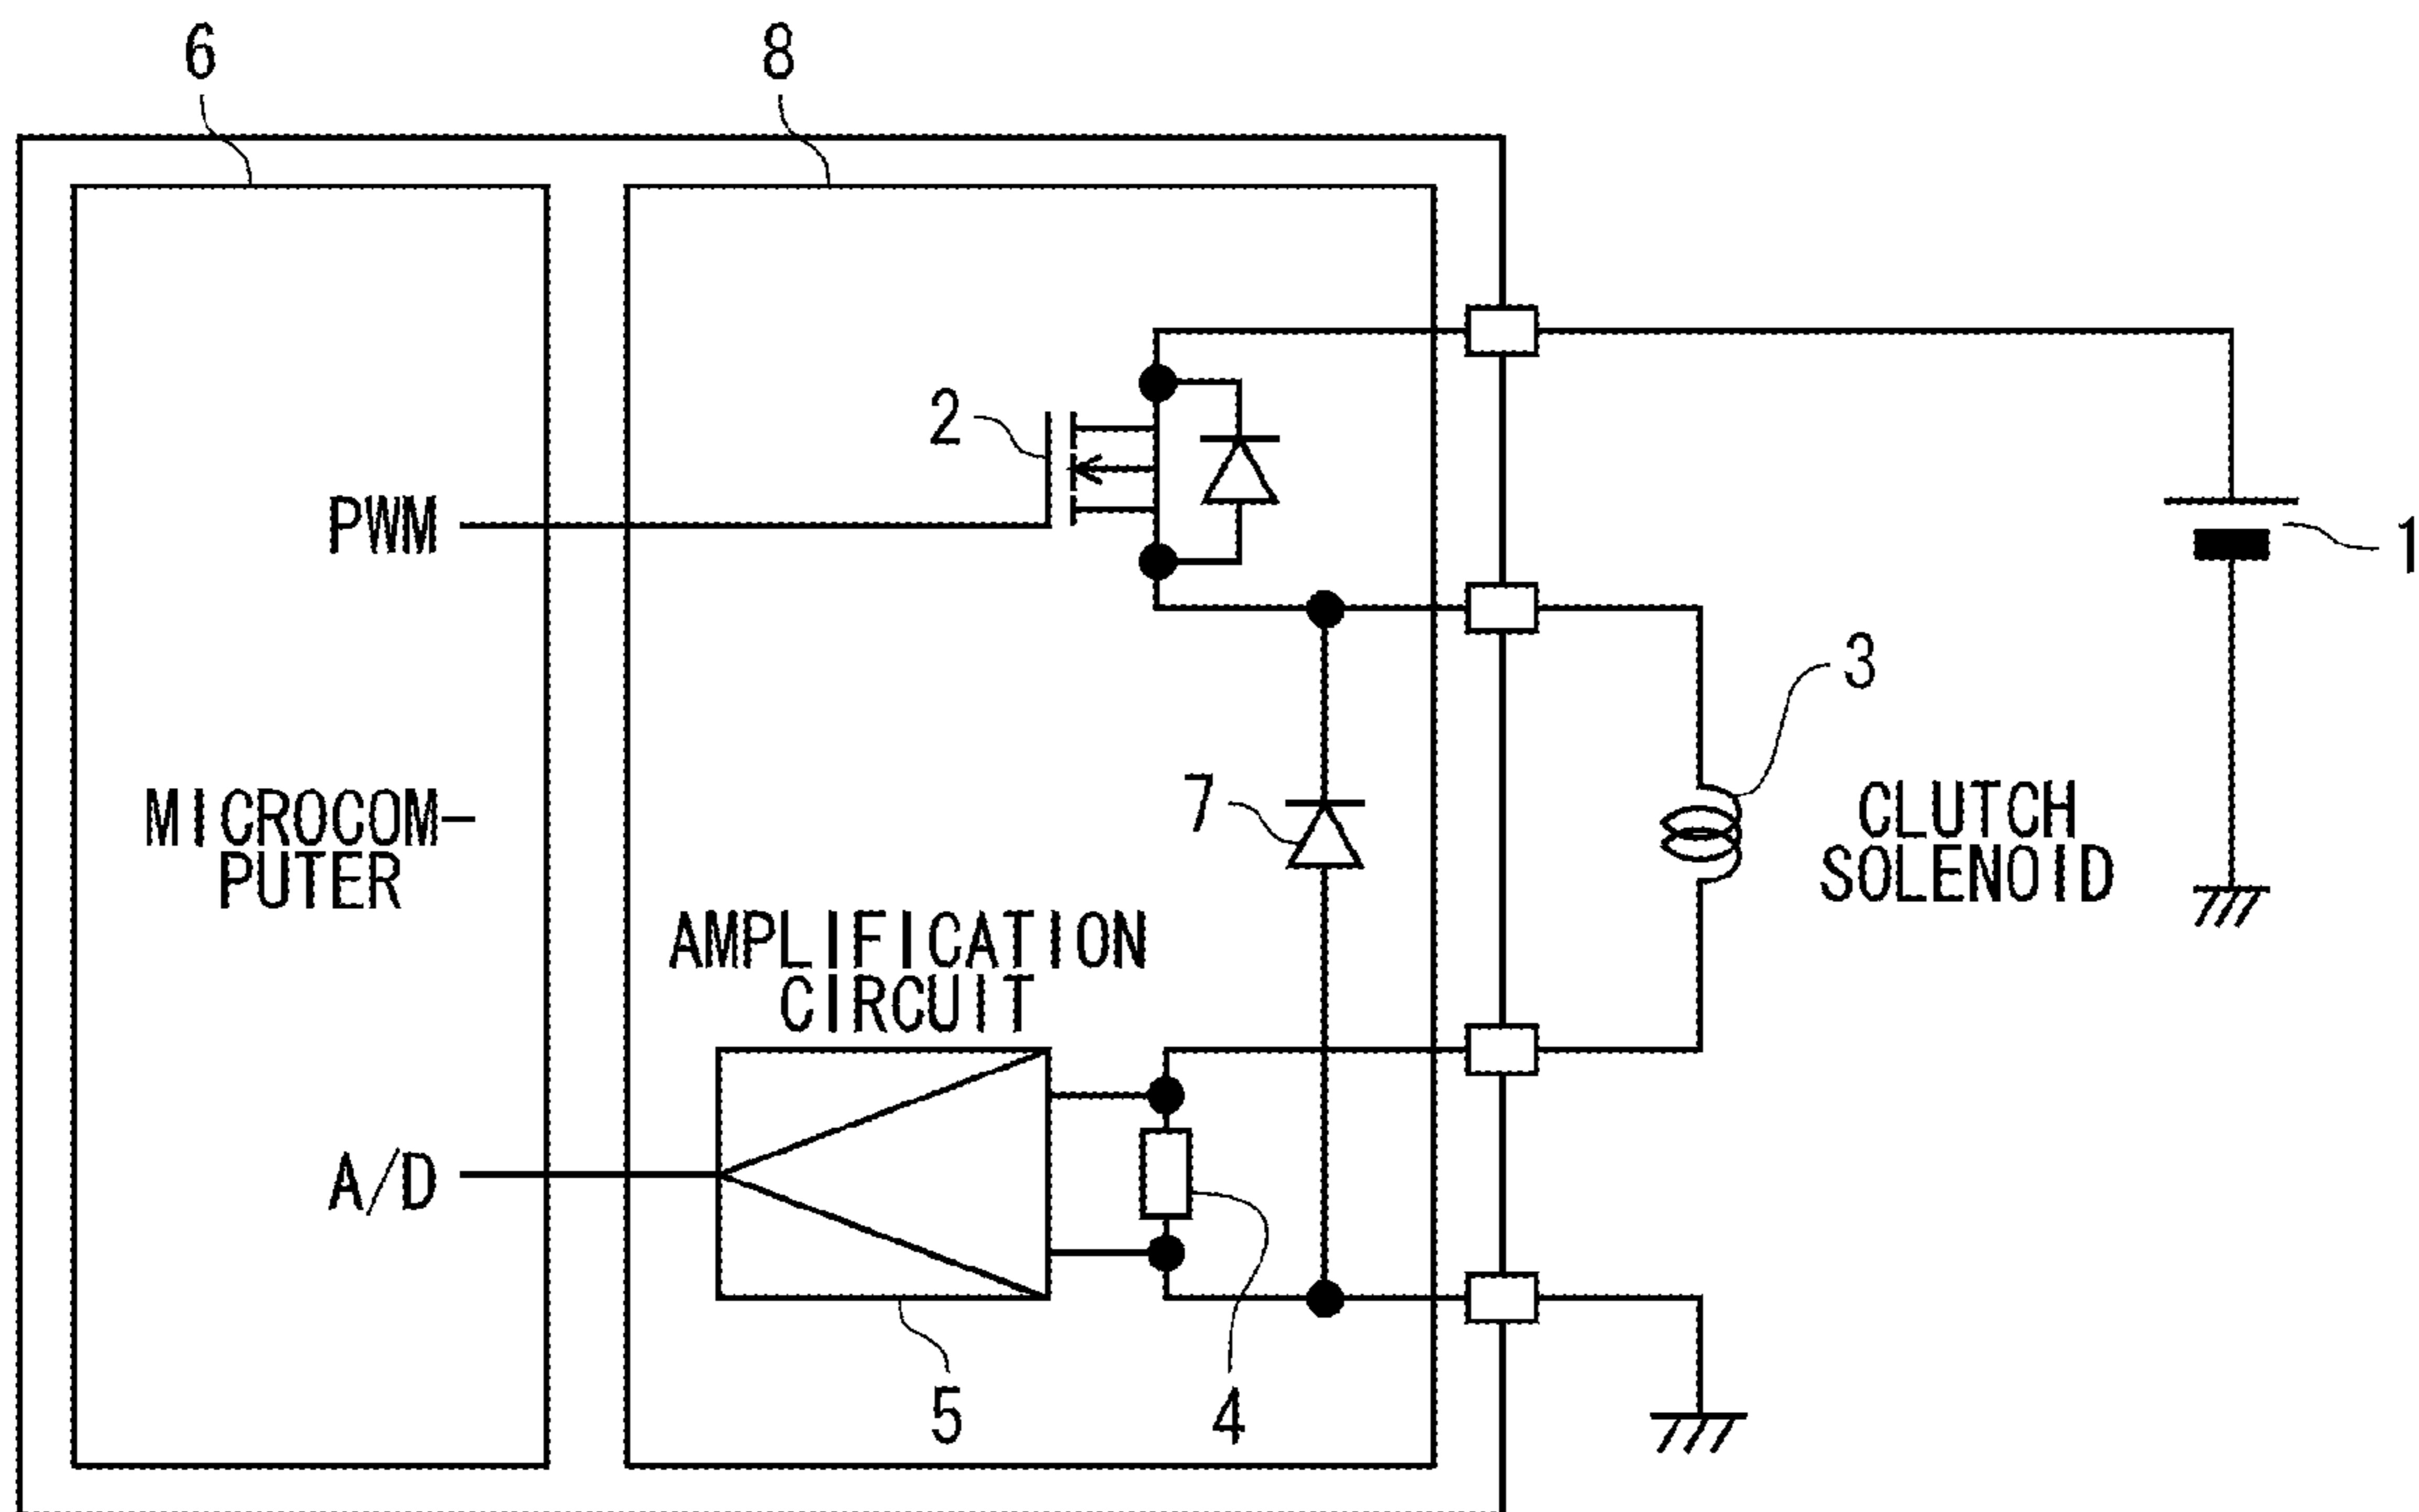 6
8
2
PWM
1
3
7
MICROCOM-
PUTER
CLUTCH
SOLENOID
AMPLIFICATION
CIRCUIT
A/D
5
4